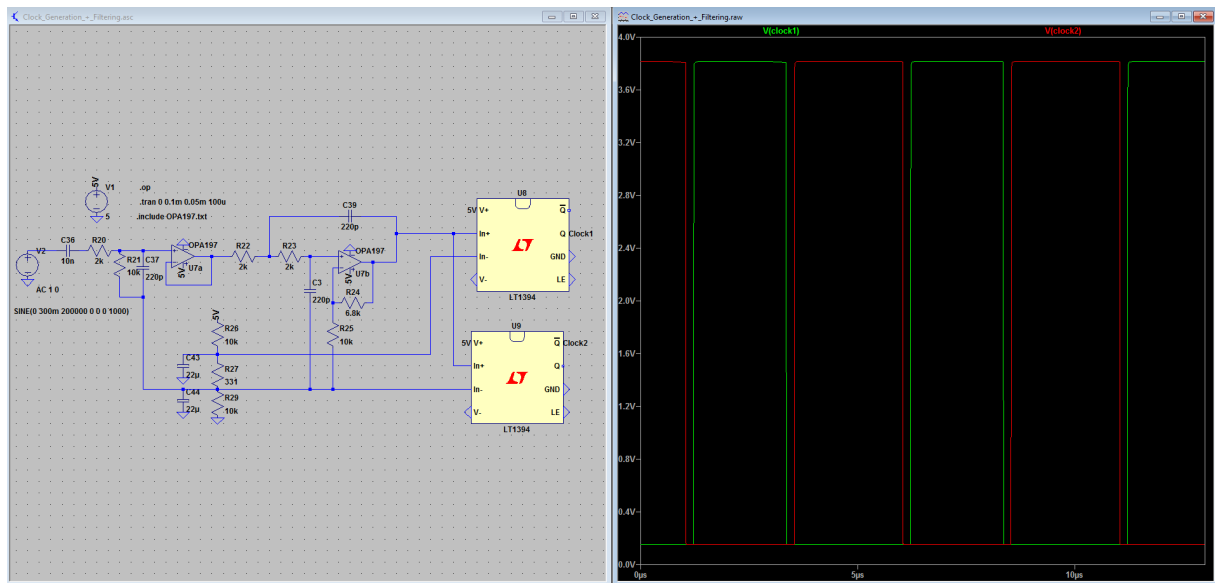 Clock_Generation_+_Filtering.asc
V1
5V
5
.op
.tran 0 0.1m 0.05m 100u
.include OPA197.txt
V2
AC 1 0
SINE(0 300m 200000 0 0 0 1000)
C36
10n
R20
2k
R21
10k
C37
220p
OPA197
5V
U7a
R22
2k
R23
2k
C39
220p
C3
220p
OPA197
5V
U7b
R24
6.8k
R25
10k
5V
R26
10k
C43
22µ
R27
331
C44
22µ
R29
10k
U8
5V V+
Q
In+
Q Clock1
In-
GND
V-
LE
LT1394
U9
5V V+
Q Clock2
In+
Q
In-
GND
V-
LE
LT1394
Clock_Generation_+_Filtering.raw
V(clock1)
V(clock2)
4.0V
3.6V
3.2V
2.8V
2.4V
2.0V
1.6V
1.2V
0.8V
0.4V
0.0V
0µs
5µs
10µs